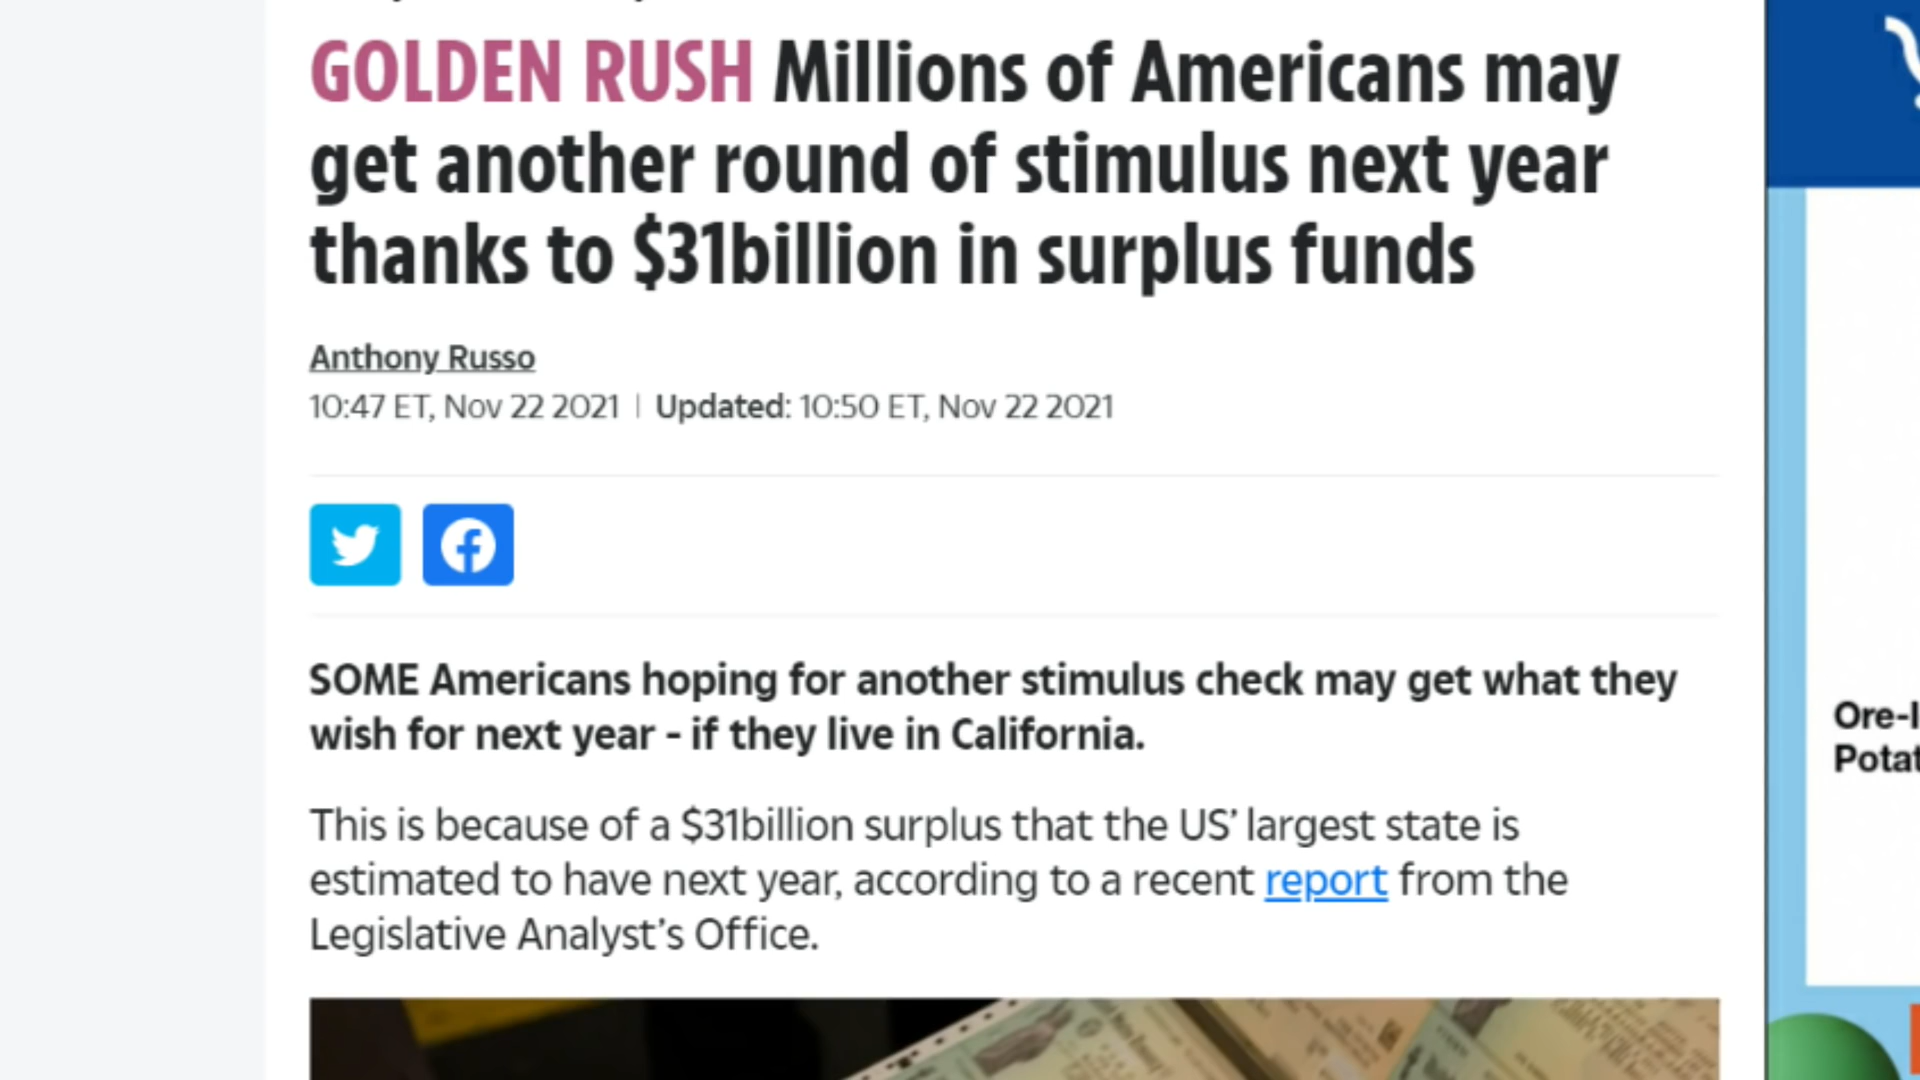 GOLDEN RUSH Millions of Americans may
get another round of stimulus next year
thanks to $31billion in surplus funds
Anthony Russo
10:47 ET, Nov 22 2021 | Updated: 10:50 ET, Nov 22 2021
SOME Americans hoping for another stimulus check may get what they
wish for next year - if they live in California.
This is because of a $31billion surplus that the US’ largest state is
estimated to have next year, according to a recent report from the
Legislative Analyst’s Office.